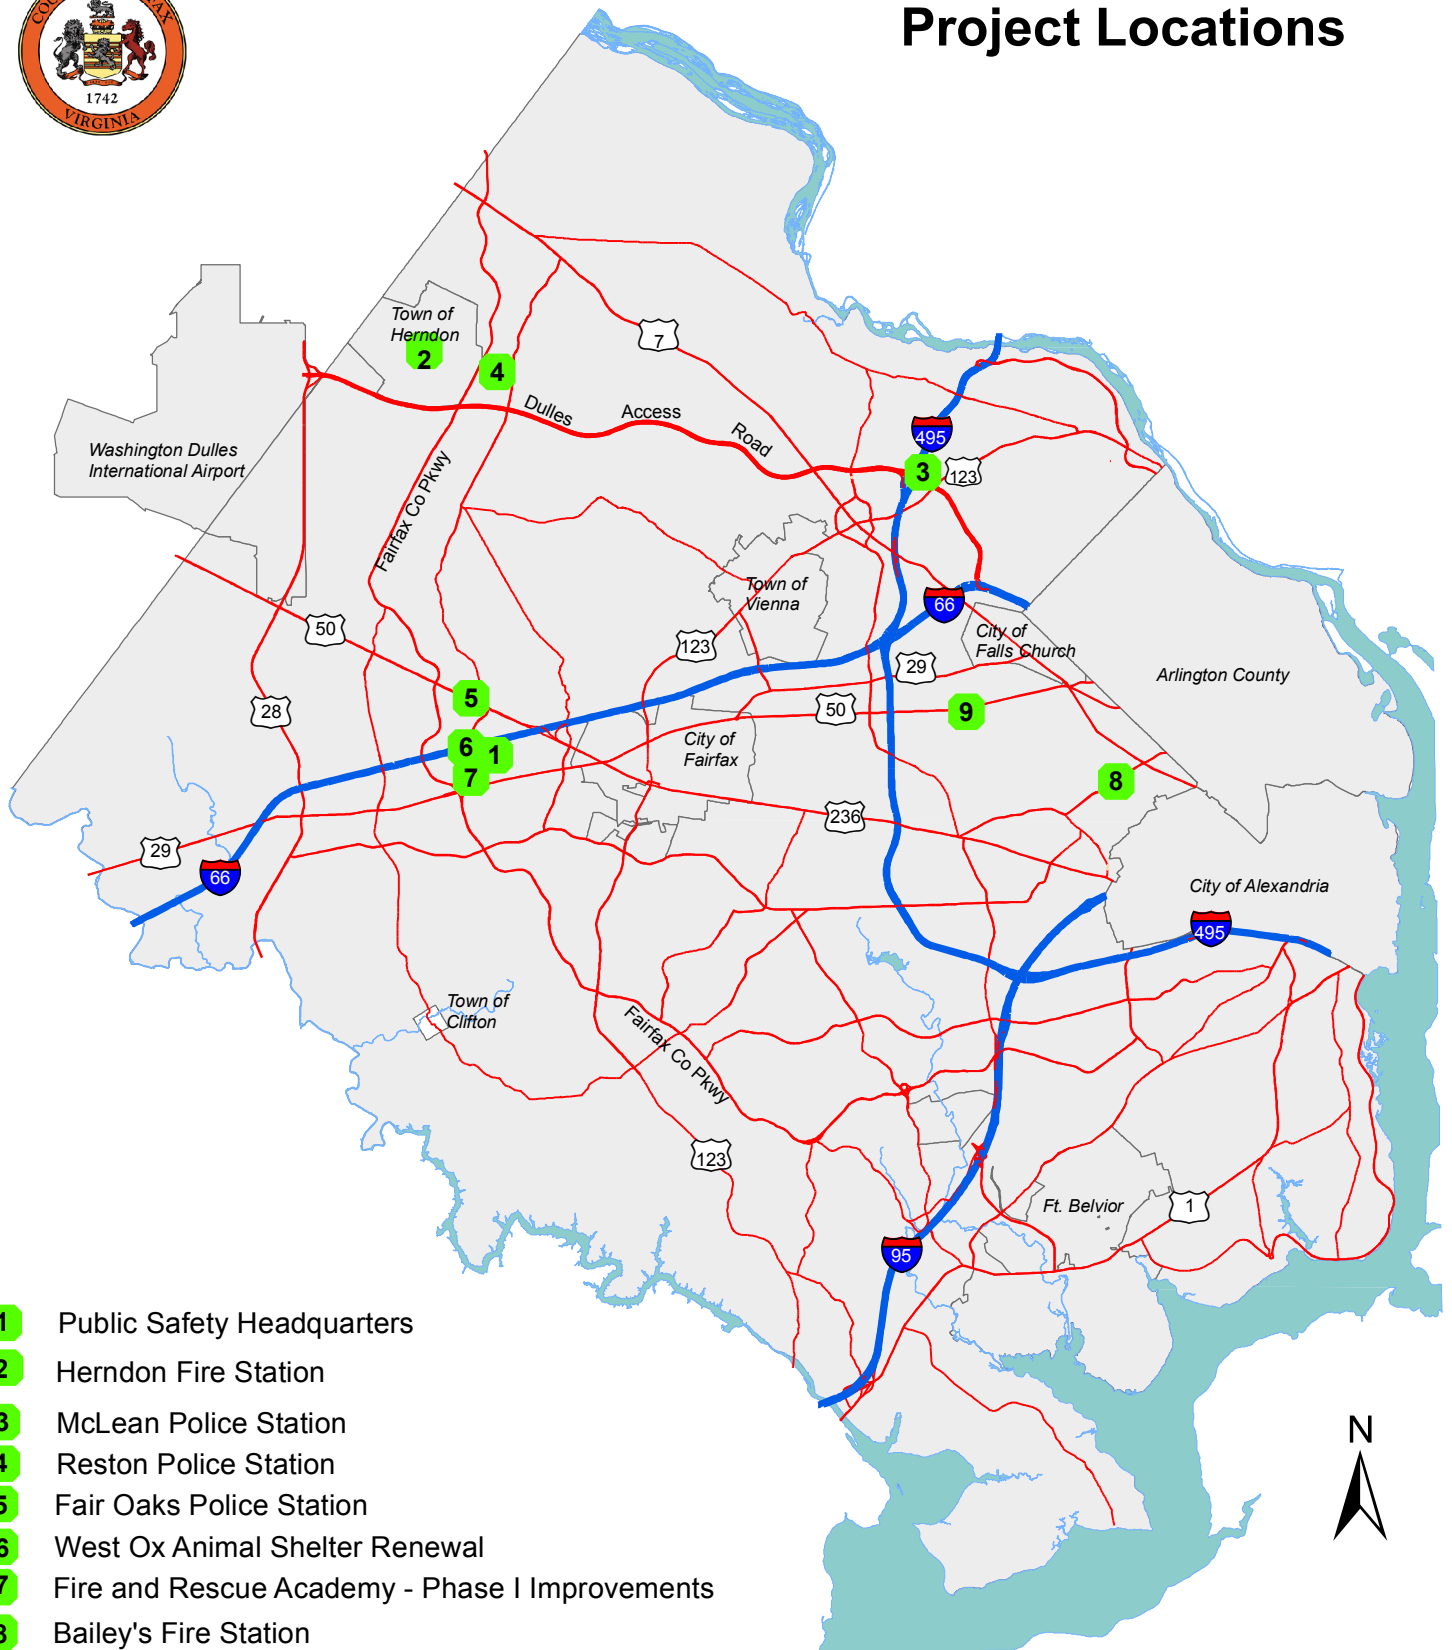 Project Locations
1742
VIRGINIA
Town of
Herndon
2
4
7
Dulles Access Road
495
3
123
Washington Dulles
International Airport
Fairfax Co Pkwy
Town of
Vienna
66
50
123
City of
Falls Church
29
Arlington County
5
28
50
9
6
1
7
City of
Fairfax
8
236
29
66
City of Alexandria
495
Town of
Clifton
Fairfax Co Pkwy
123
Ft. Belvior
1
95
N
1 Public Safety Headquarters
2 Herndon Fire Station
3 McLean Police Station
4 Reston Police Station
5 Fair Oaks Police Station
6 West Ox Animal Shelter Renewal
7 Fire and Rescue Academy - Phase I Improvements
8 Bailey's Fire Station